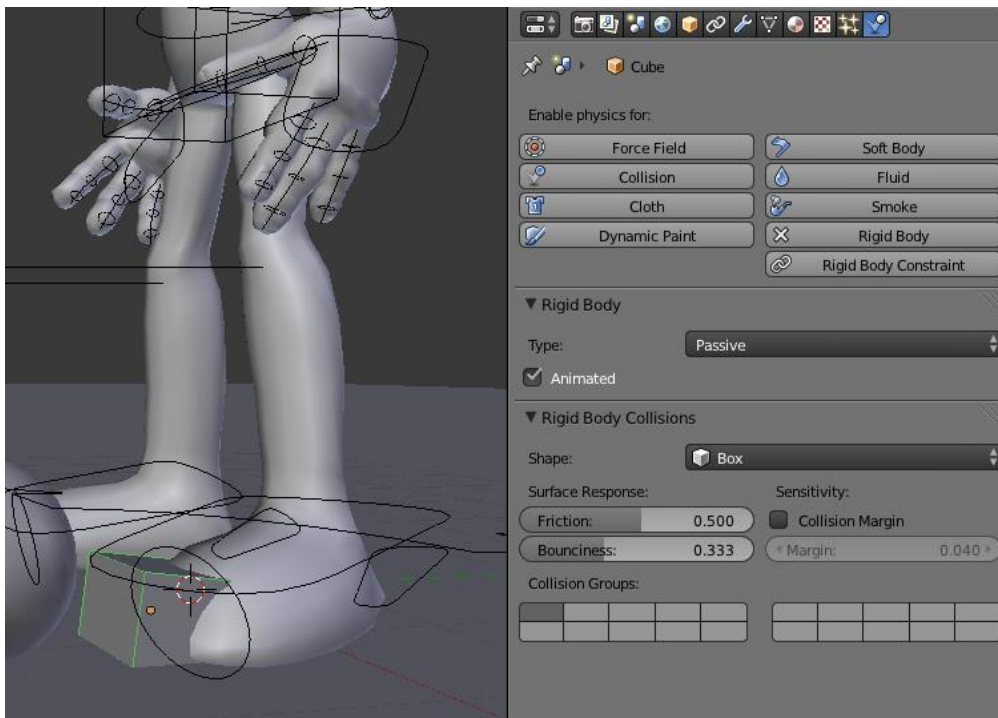 Cube
Enable physics for:
Force Field Soft Body
Collision Fluid
Cloth Smoke
Dynamic Paint Rigid Body
Rigid Body Constraint
Rigid Body
Type: Passive
Animated
Rigid Body Collisions
Shape: Box
Surface Response: Sensitivity:
Friction: 0.500 Collision Margin
Bounciness: 0.333 Margin: 0.040
Collision Groups: